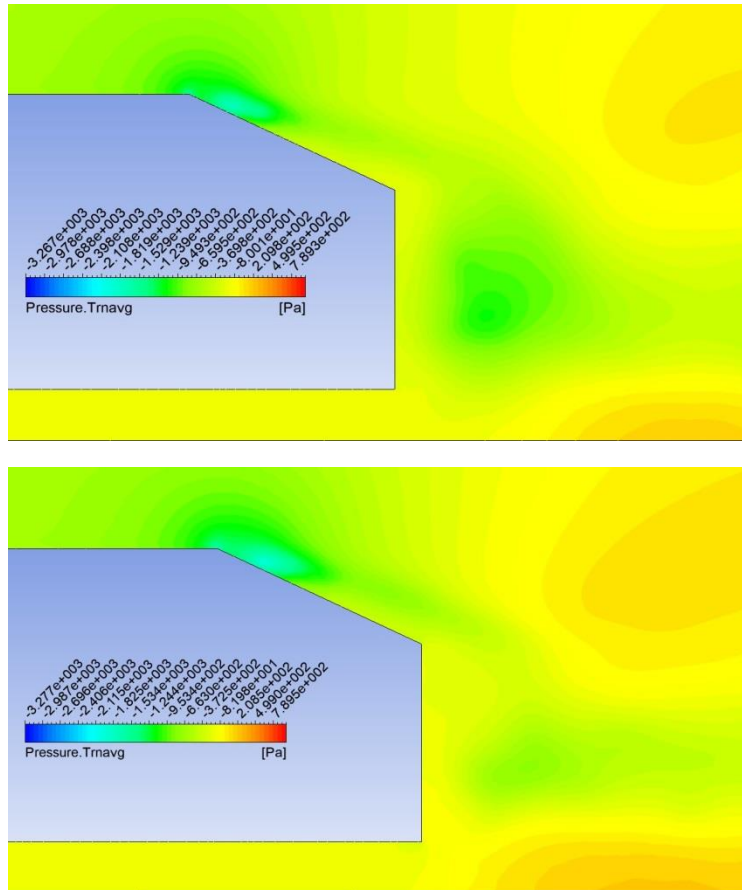 -3.267e+003
-2.978e+003
-2.688e+003
-2.398e+003
-2.108e+003
-1.819e+003
-1.529e+003
-1.239e+003
-9.493e+002
-6.595e+002
-3.698e+002
-8.001e+001
2.098e+002
4.995e+002
7.893e+002
Pressure.Trnavg [Pa]
-3.277e+003
-2.987e+003
-2.696e+003
-2.406e+003
-2.115e+003
-1.825e+003
-1.534e+003
-1.244e+003
-9.534e+002
-6.630e+002
-3.725e+002
-8.198e+001
2.085e+002
4.990e+002
7.895e+002
Pressure.Trnavg [Pa]